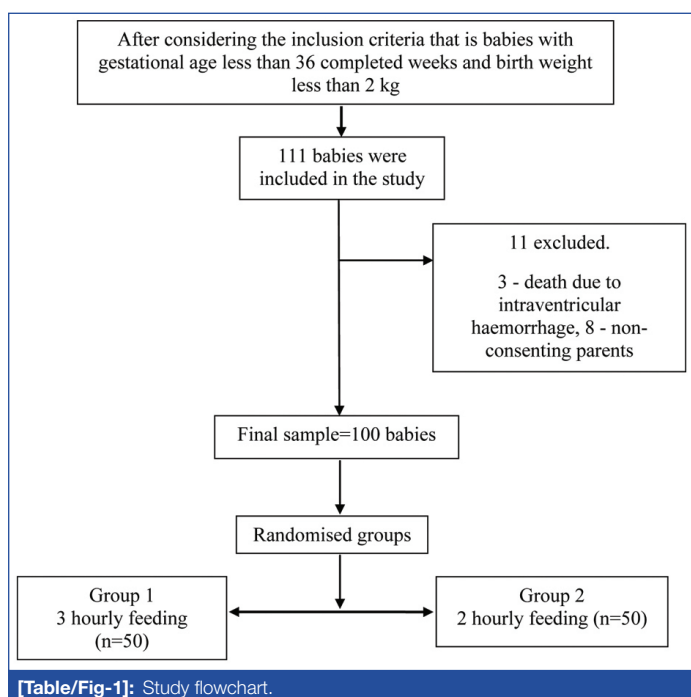 After considering the inclusion criteria that is babies with
gestational age less than 36 completed weeks and birth weight
less than 2 kg
111 babies were
included in the study
11 excluded.
3 - death due to
intraventricular
haemorrhage, 8 - non-
consenting parents
Final sample=100 babies
Randomised groups
Group 1
3 hourly feeding
(n=50)
Group 2
2 hourly feeding (n=50)
[Table/Fig-1]: Study flowchart.